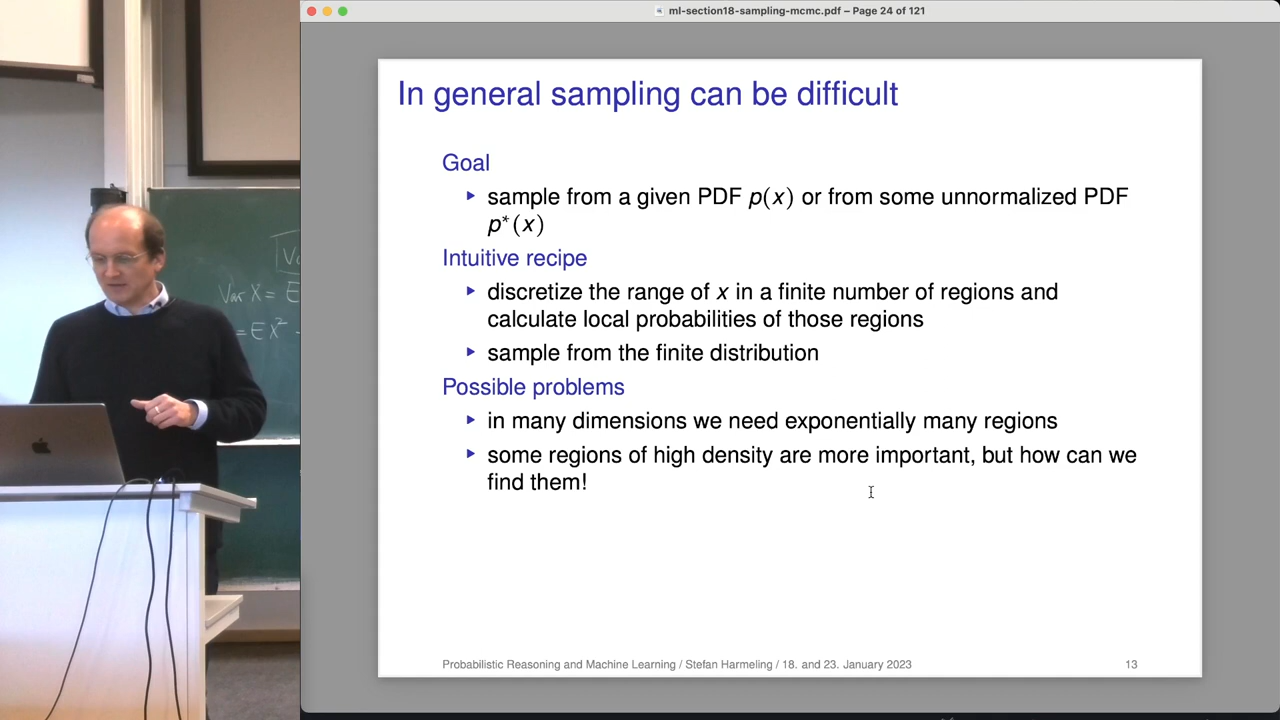 ml-section18-sampling-mcmc.pdf – Page 24 of 121
In general sampling can be difficult
Goal
▸ sample from a given PDF p(x) or from some unnormalized PDF
p*(x)
Intuitive recipe
▸ discretize the range of x in a finite number of regions and
calculate local probabilities of those regions
▸ sample from the finite distribution
Possible problems
▸ in many dimensions we need exponentially many regions
▸ some regions of high density are more important, but how can we
find them!
Probabilistic Reasoning and Machine Learning / Stefan Harmeling / 18. and 23. January 2023
13
Var X = E
= EX² -